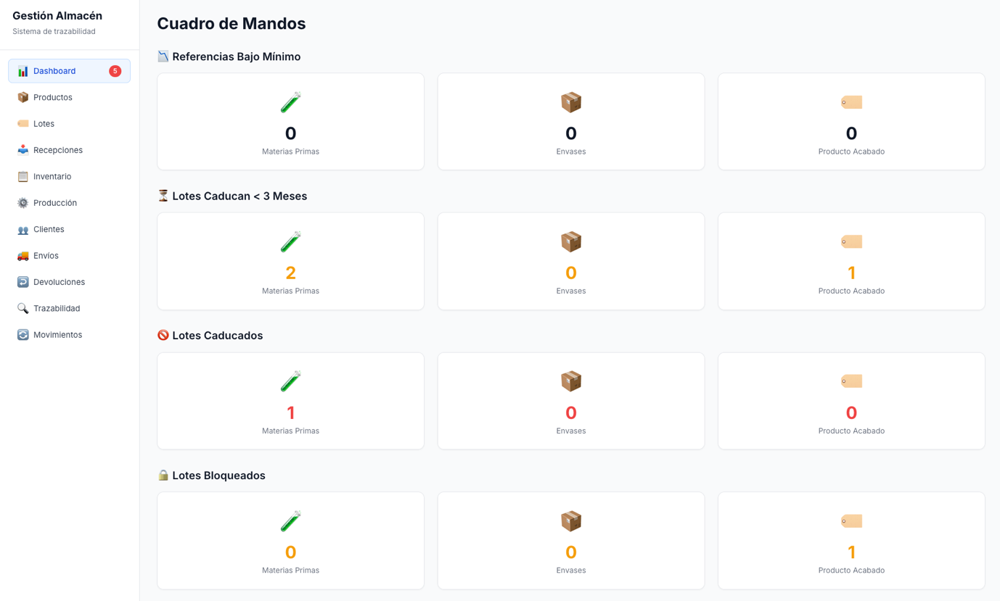 Gestión Almacén
Sistema de trazabilidad
Dashboard 5
Productos
Lotes
Recepciones
Inventario
Producción
Clientes
Envíos
Devoluciones
Trazabilidad
Movimientos
Cuadro de Mandos
Referencias Bajo Mínimo
0
Materias Primas
0
Envases
0
Producto Acabado
Lotes Caducan < 3 Meses
2
Materias Primas
0
Envases
1
Producto Acabado
Lotes Caducados
1
Materias Primas
0
Envases
0
Producto Acabado
Lotes Bloqueados
0
Materias Primas
0
Envases
1
Producto Acabado